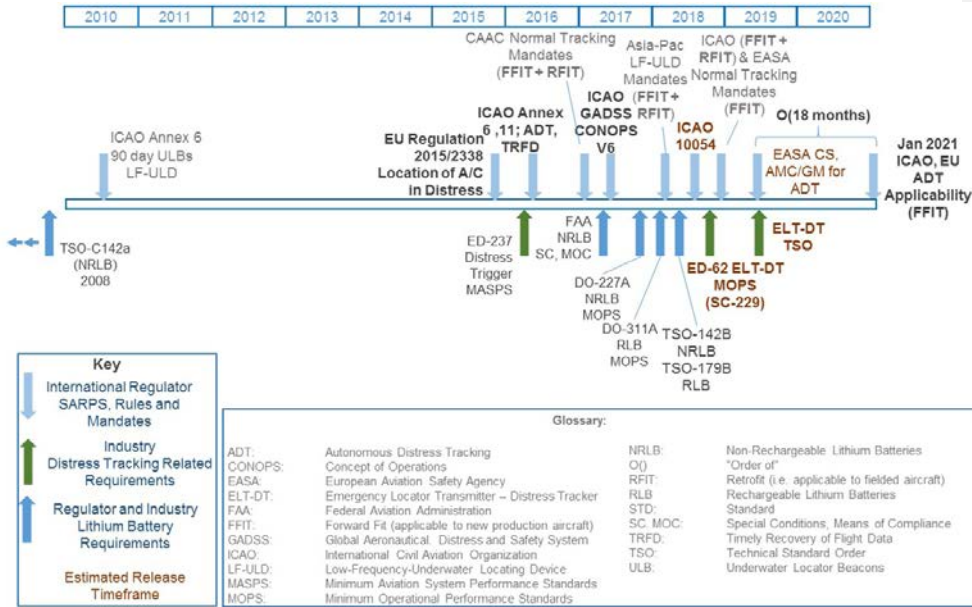 2010 2011 2012 2013 2014 2015 2016 2017 2018 2019 2020
ICAO Annex 6
90 day ULBs
LF-ULD
EU Regulation
2015/2338
Location of A/C
in Distress
ICAO Annex
6 ,11; ADT,
TRFD
CAAC Normal Tracking
Mandates
(FFIT + RFIT)
ICAO
GADSS
CONOPS
V6
Asia-Pac
LF-ULD
Mandates
(FFIT +
RFIT)
ICAO
10054
ICAO (FFIT +
RFIT) & EASA
Normal Tracking
Mandates
(FFIT)
O(18 months)
EASA CS,
AMC/GM for
ADT
Jan 2021
ICAO, EU
ADT
Applicability
(FFIT)
TSO-C142a
(NRLB)
2008
ED-237
Distress
Trigger
MASPS
FAA
NRLB
SC, MOC
DO-227A
NRLB
MOPS
DO-311A
RLB
MOPS
TSO-142B
NRLB
TSO-179B
RLB
ED-62 ELT-DT
MOPS
(SC-229)
ELT-DT
TSO
Key
International Regulator
SARPS, Rules and
Mandates
Industry
Distress Tracking Related
Requirements
Regulator and Industry
Lithium Battery
Requirements
Estimated Release
Timeframe
Glossary:
ADT: Autonomous Distress Tracking
CONOPS: Concept of Operations
EASA: European Aviation Safety Agency
ELT-DT: Emergency Locator Transmitter – Distress Tracker
FAA: Federal Aviation Administration
FFIT: Forward Fit (applicable to new production aircraft)
GADSS: Global Aeronautical. Distress and Safety System
ICAO: International Civil Aviation Organization
LF-ULD: Low-Frequency-Underwater Locating Device
MASPS: Minimum Aviation System Performance Standards
MOPS: Minimum Operational Performance Standards
NRLB: Non-Rechargeable Lithium Batteries
O() "Order of"
RFIT: Retrofit (i.e. applicable to fielded aircraft)
RLB Rechargeable Lithium Batteries
STD: Standard
SC, MOC: Special Conditions, Means of Compliance
TRFD: Timely Recovery of Flight Data
TSO: Technical Standard Order
ULB: Underwater Locator Beacons